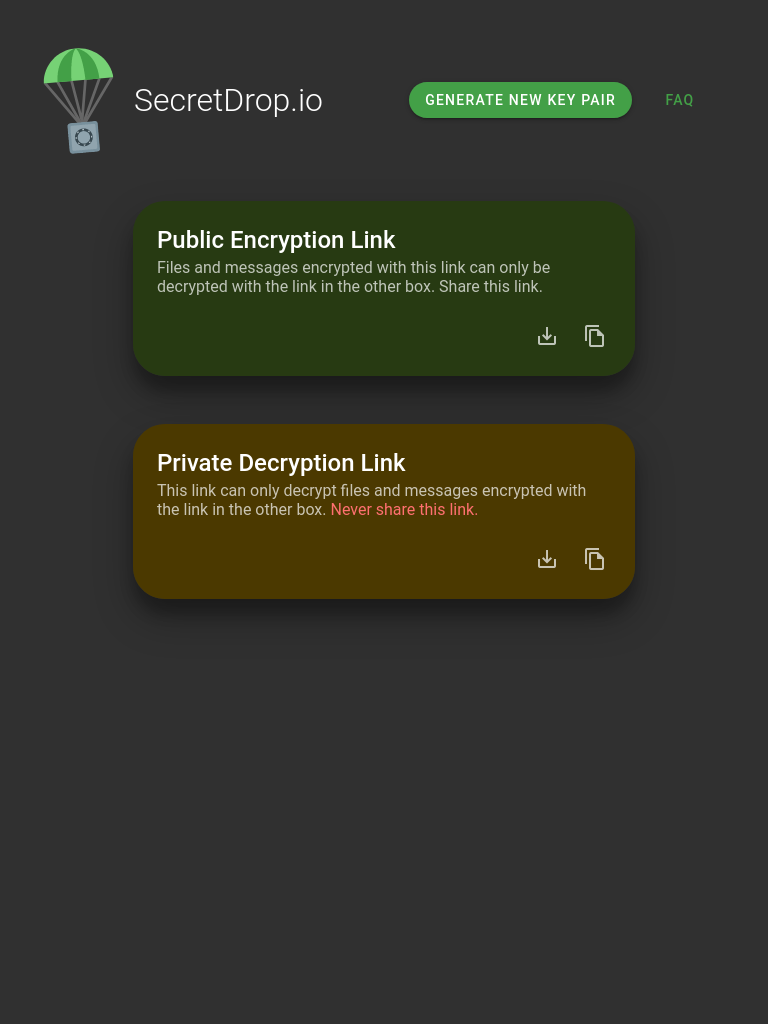 SecretDrop.io
GENERATE NEW KEY PAIR
FAQ
Public Encryption Link
Files and messages encrypted with this link can only be
decrypted with the link in the other box. Share this link.
Private Decryption Link
This link can only decrypt files and messages encrypted with
the link in the other box. Never share this link.